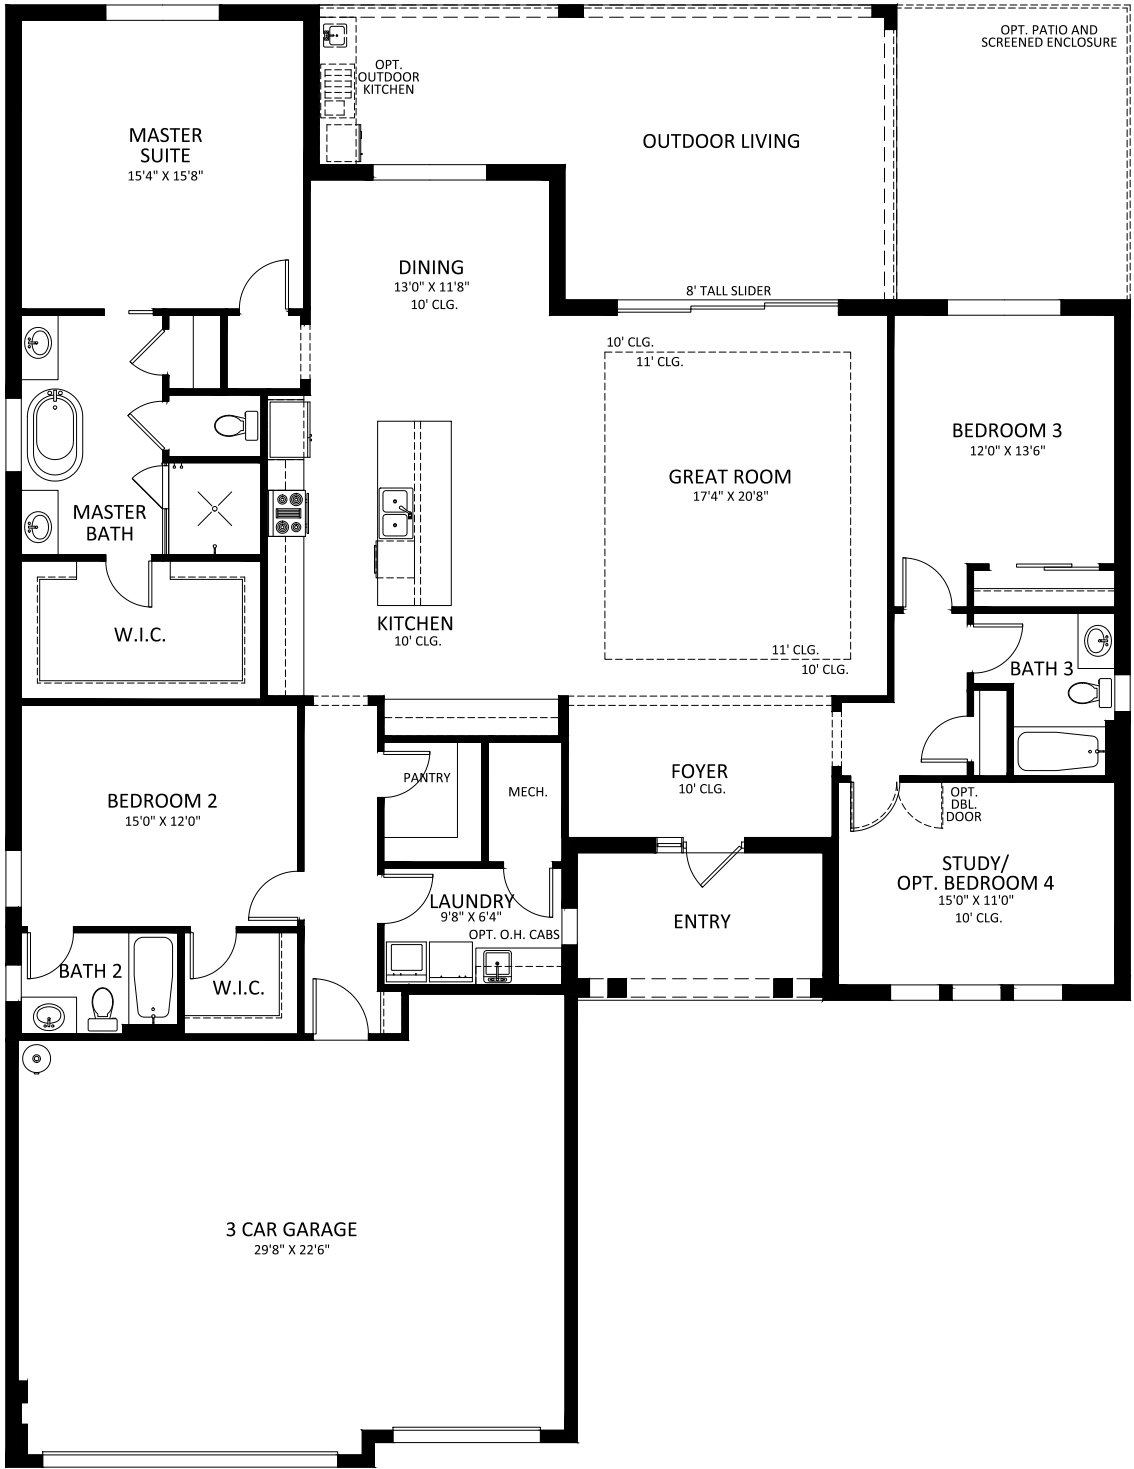 OPT. PATIO AND
SCREENED ENCLOSURE
OPT.
OUTDOOR
KITCHEN
MASTER
SUITE
15'4" X 15'8"
OUTDOOR LIVING
DINING
13'0" X 11'8"
10' CLG.
8' TALL SLIDER
10' CLG.
11' CLG.
BEDROOM 3
12'0" X 13'6"
GREAT ROOM
17'4" X 20'8"
MASTER
BATH
KITCHEN
10' CLG.
W.I.C.
11' CLG.
10' CLG.
BATH 3
FOYER
10' CLG.
PANTRY
MECH.
BEDROOM 2
15'0" X 12'0"
OPT.
DBL.
DOOR
STUDY/
OPT. BEDROOM 4
15'0" X 11'0"
10' CLG.
LAUNDRY
9'8" X 6'4"
OPT. O.H. CABS
ENTRY
BATH 2
W.I.C.
3 CAR GARAGE
29'8" X 22'6"